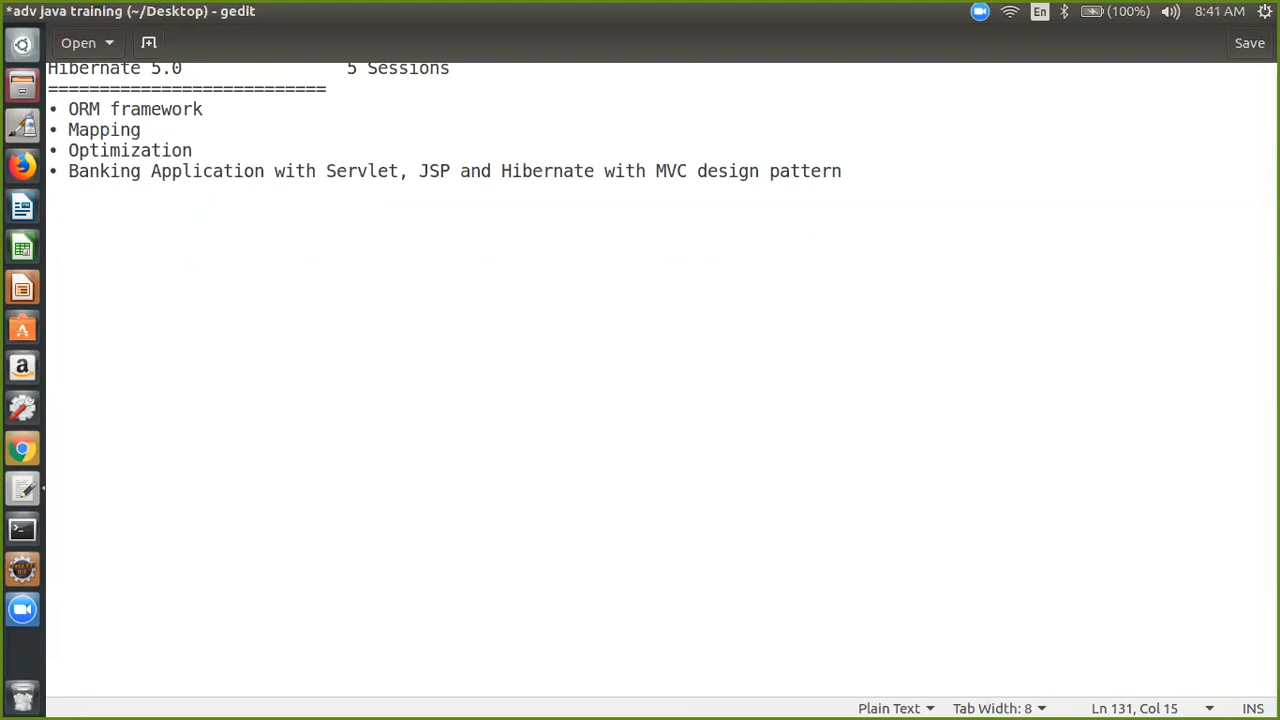 *adv java training (~/Desktop) - gedit
En
(100%)
8:41 AM
Open
Save
Hibernate 5.0 5 Sessions
===========================
• ORM framework
• Mapping
• Optimization
• Banking Application with Servlet, JSP and Hibernate with MVC design pattern
Plain Text
Tab Width: 8
Ln 131, Col 15
INS